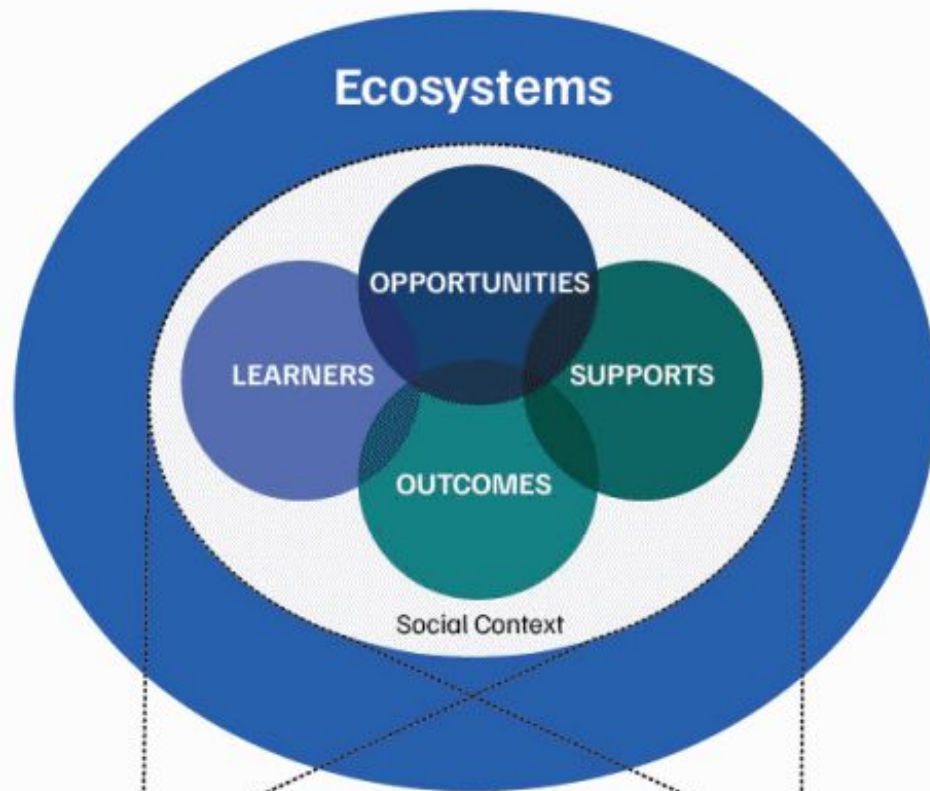 Ecosystems
OPPORTUNITIES
LEARNERS
SUPPORTS
OUTCOMES
Social Context